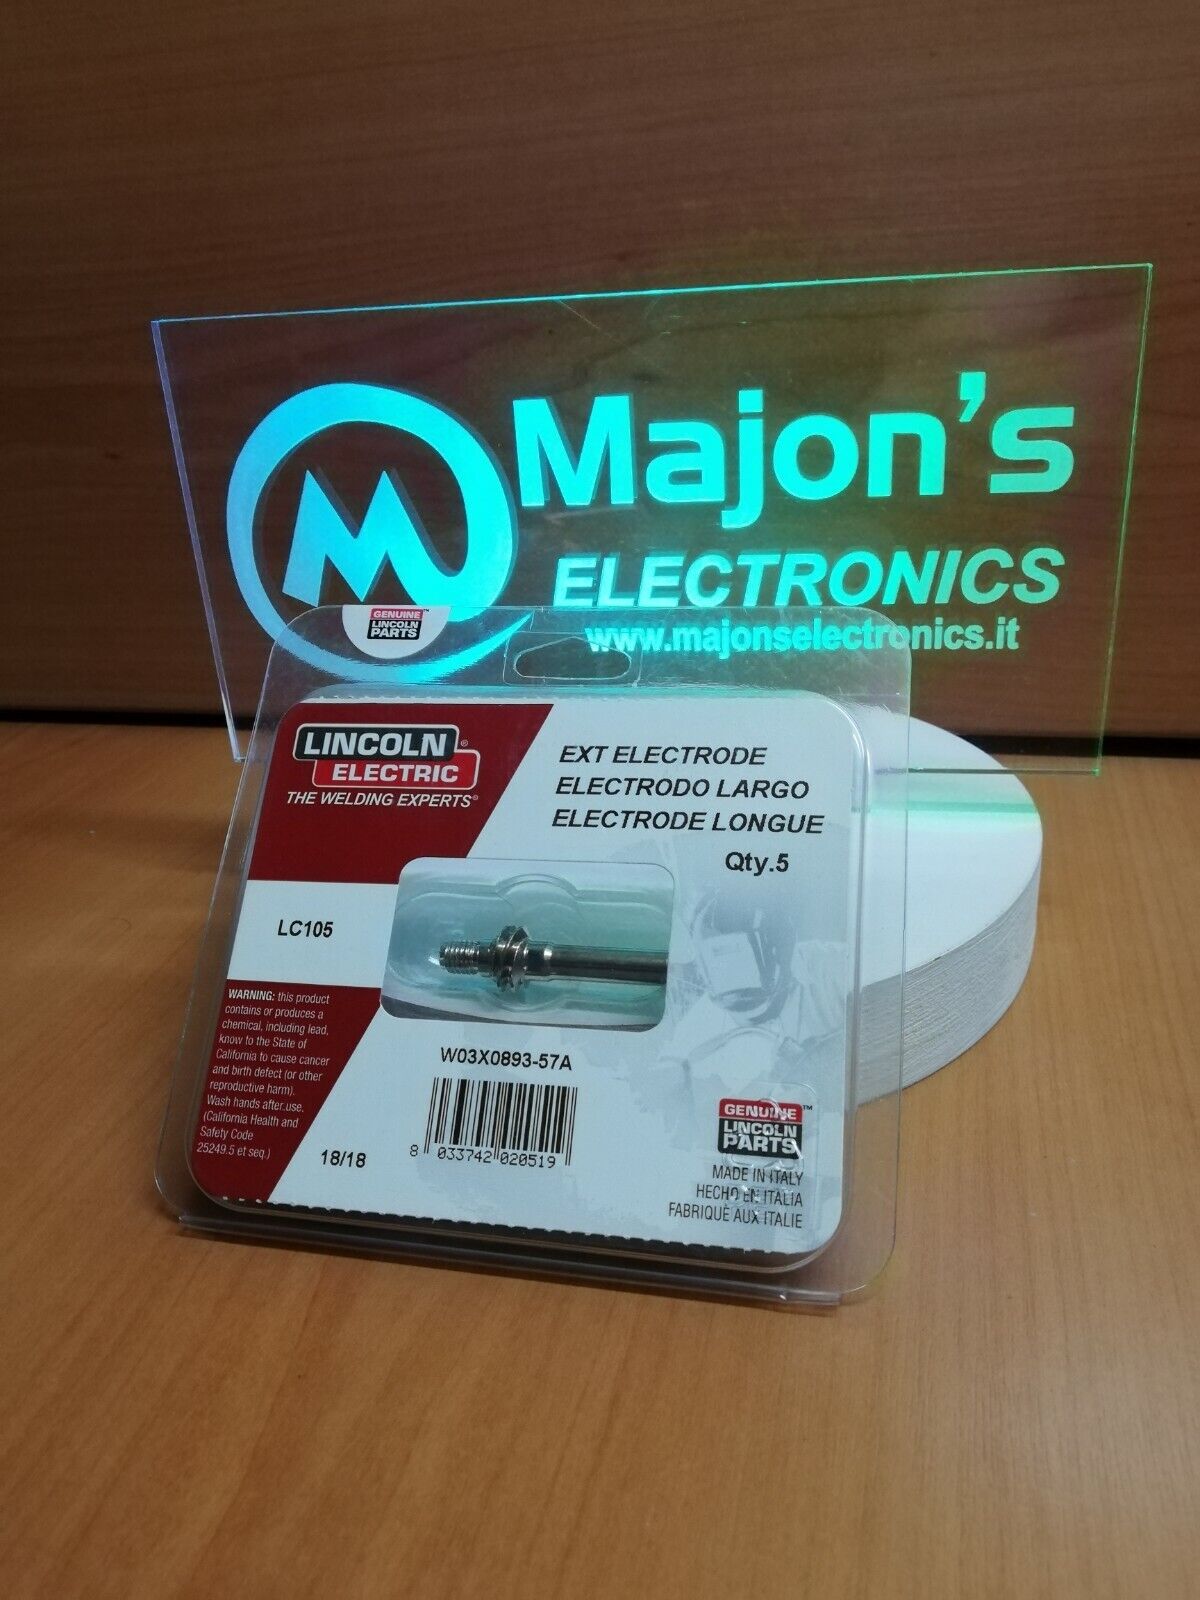 M
Majon's
ELECTRONICS
www.majonselectronics.it
GENUINE™
LINCOLN
PARTS
LINCOLN®
ELECTRIC
THE WELDING EXPERTS®
EXT ELECTRODE
ELECTRODO LARGO
ELECTRODE LONGUE
Qty.5
LC105
WARNING: this product
contains or produces a
chemical, including lead,
know to the State of
California to cause cancer
and birth defect (or other
reproductive harm).
Wash hands after.use.
(California Health and
Safety Code
25249.5 et seq.)
W03X0893-57A
18/18
8 033742 020519
GENUINE™
LINCOLN
PARTS
MADE IN ITALY
HECHO EN ITALIA
FABRIQUÈ AUX ITALIE